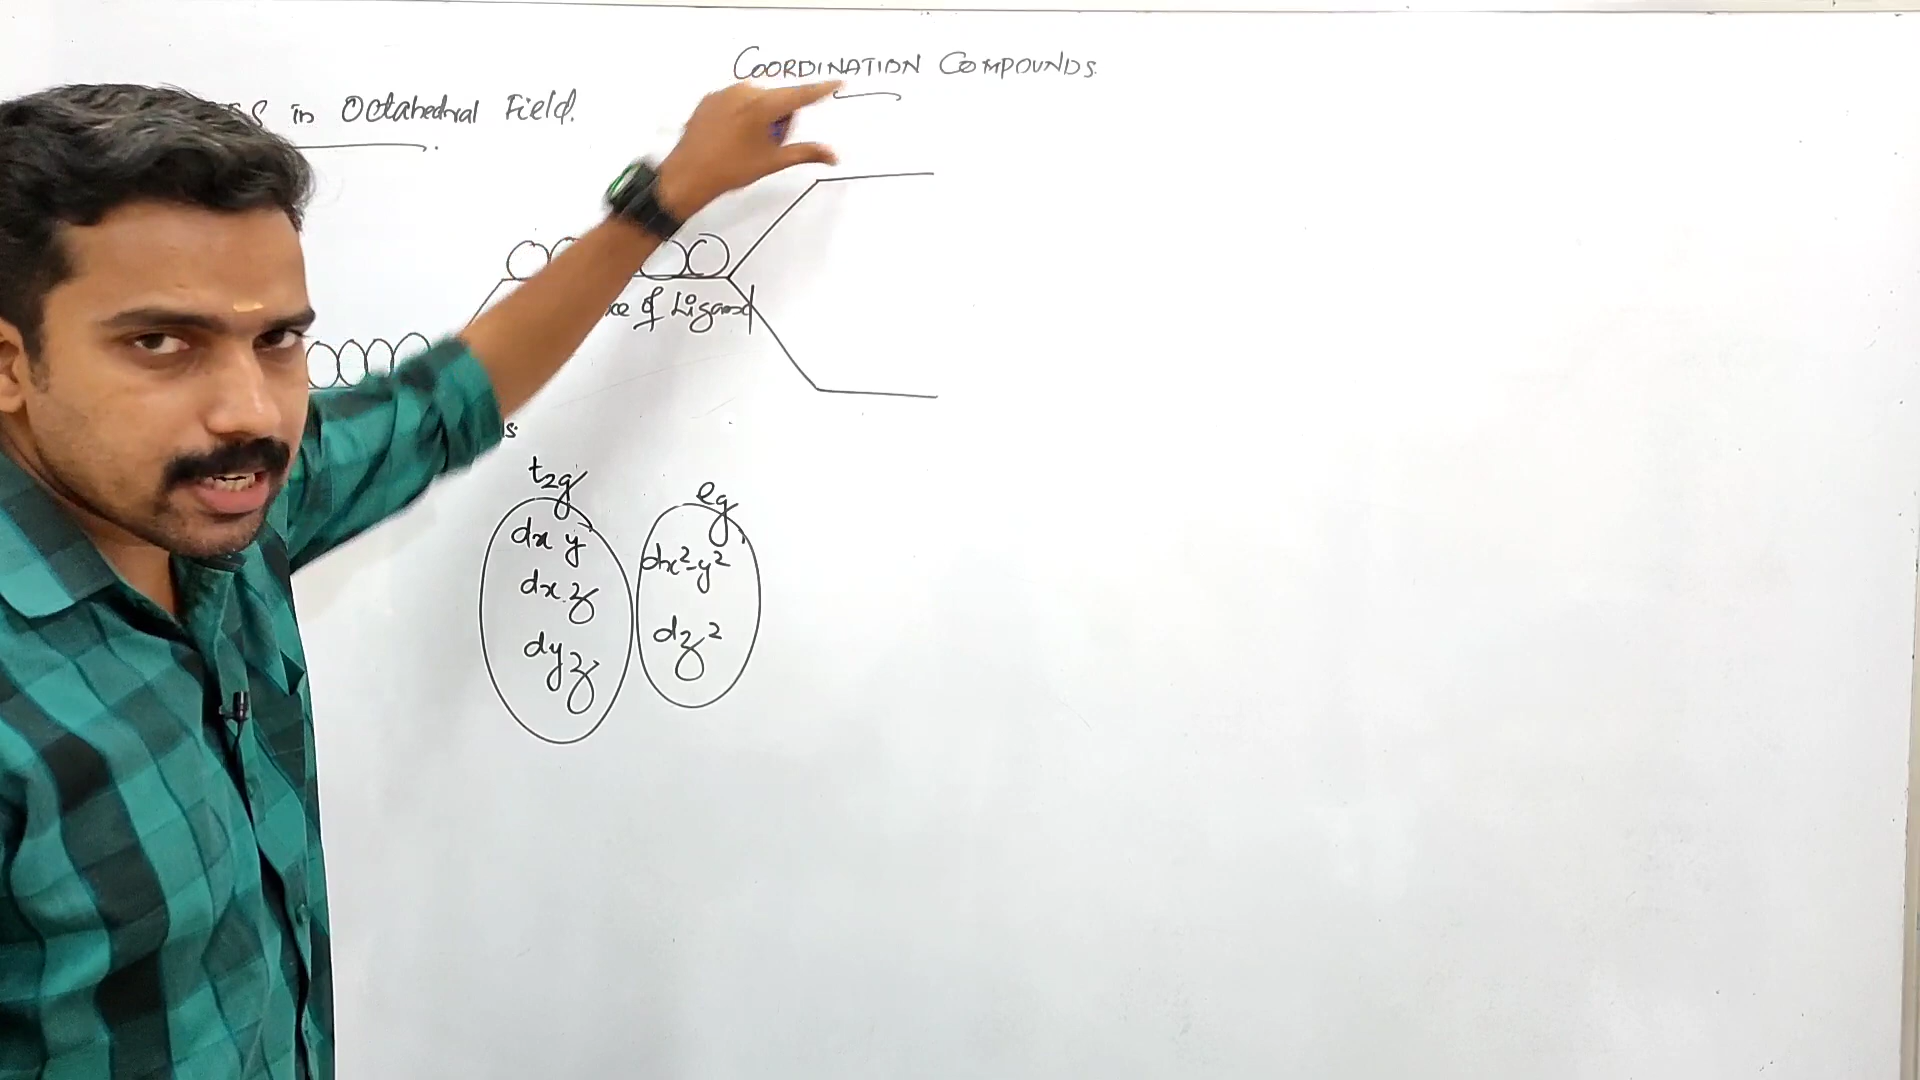 COORDINATION COMPOUNDS.
S in Octahedral Field.
of Ligand
s.
t2g
dxy
dxz
dyz
eg
dx²-y²
dz²